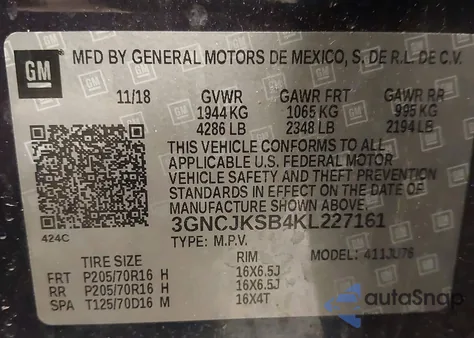 GM
MFD BY GENERAL MOTORS DE MEXICO, S. DE R.L. DE C.V.
11/18 GVWR GAWR FRT GAWR RR
1944 KG 1065 KG 995 KG
4286 LB 2348 LB 2194 LB
THIS VEHICLE CONFORMS TO ALL
APPLICABLE U.S. FEDERAL MOTOR
VEHICLE SAFETY AND THEFT PREVENTION
STANDARDS IN EFFECT ON THE DATE OF
MANUFACTURE SHOWN ABOVE.
3GNCJKSB4KL227161
424C TYPE: M.P.V. MODEL: 411JU76
TIRE SIZE RIM
FRT P205/70R16 H 16X6.5J
RR P205/70R16 H 16X6.5J
SPA T125/70D16 M 16X4T
autoSnap